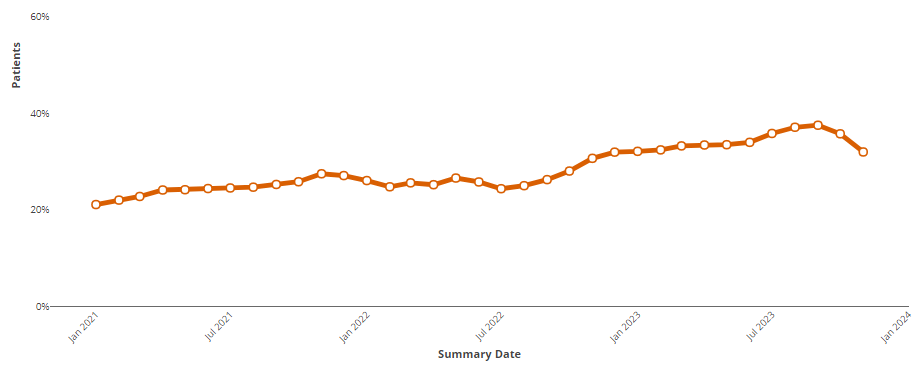 60%
Patients
40%
20%
0%
Jan 2021
Jul 2021
Jan 2022
Jul 2022
Jan 2023
Jul 2023
Jan 2024
Summary Date